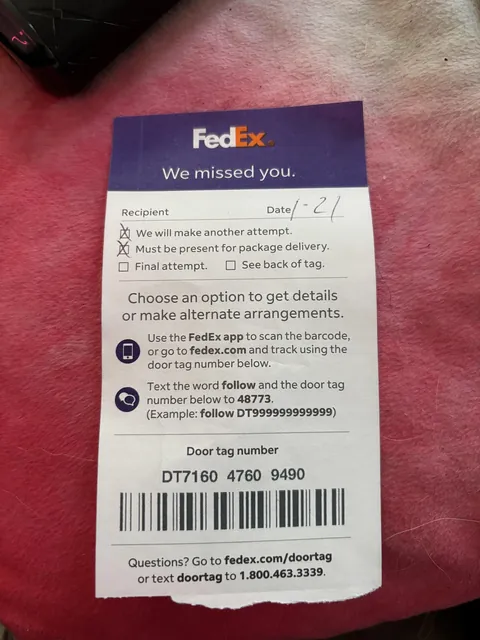 FedEx
We missed you.
Recipient Date 1-21
☒ We will make another attempt.
☒ Must be present for package delivery.
☐ Final attempt. ☐ See back of tag.
Choose an option to get details
or make alternate arrangements.
Use the FedEx app to scan the barcode,
or go to fedex.com and track using the
door tag number below.
Text the word follow and the door tag
number below to 48773.
(Example: follow DT999999999999)
Door tag number
DT7160 4760 9490
Questions? Go to fedex.com/doortag
or text doortag to 1.800.463.3339.